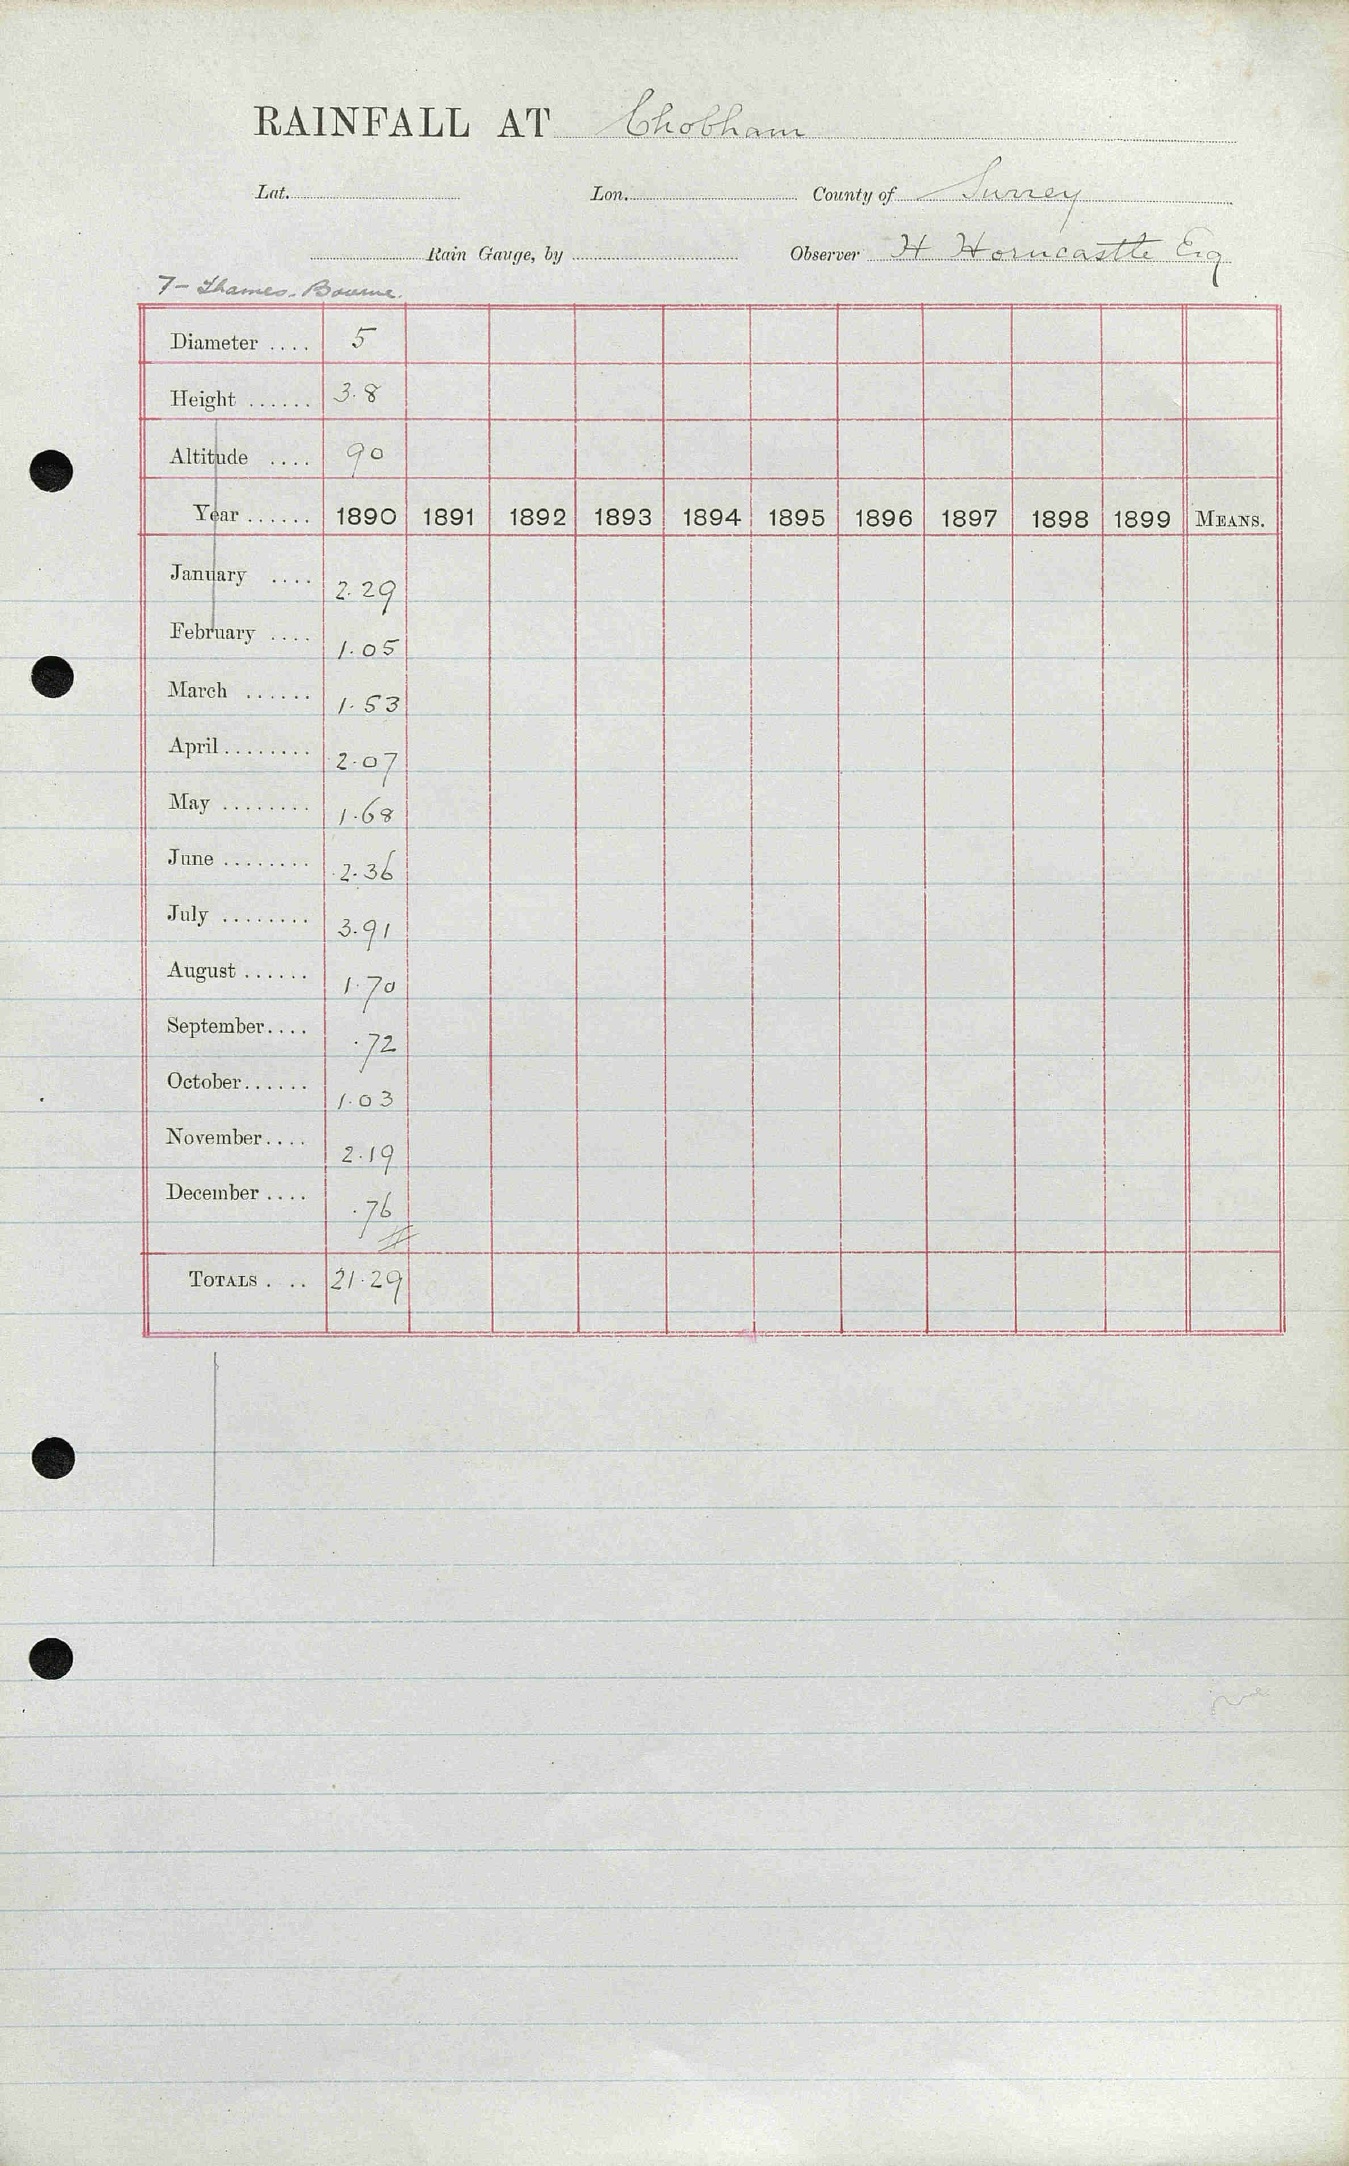 RAINFALL AT Chobham
Lat. Lon. County of Surrey
Rain Gauge, by Observer H Horncastle Esq
7- Thames. Bourne.
Diameter .... 5
Height ...... 3.8
Altitude .... 90
Year ...... 1890 1891 1892 1893 1894 1895 1896 1897 1898 1899 MEANS.
January .... 2.29
February .... 1.05
March ...... 1.53
April ........ 2.07
May ........ 1.68
June ........ 2.36
July ........ 3.91
August ...... 1.70
September.... .72
October...... 1.03
November.... 2.19
December .... .76
TOTALS . .. 21.29